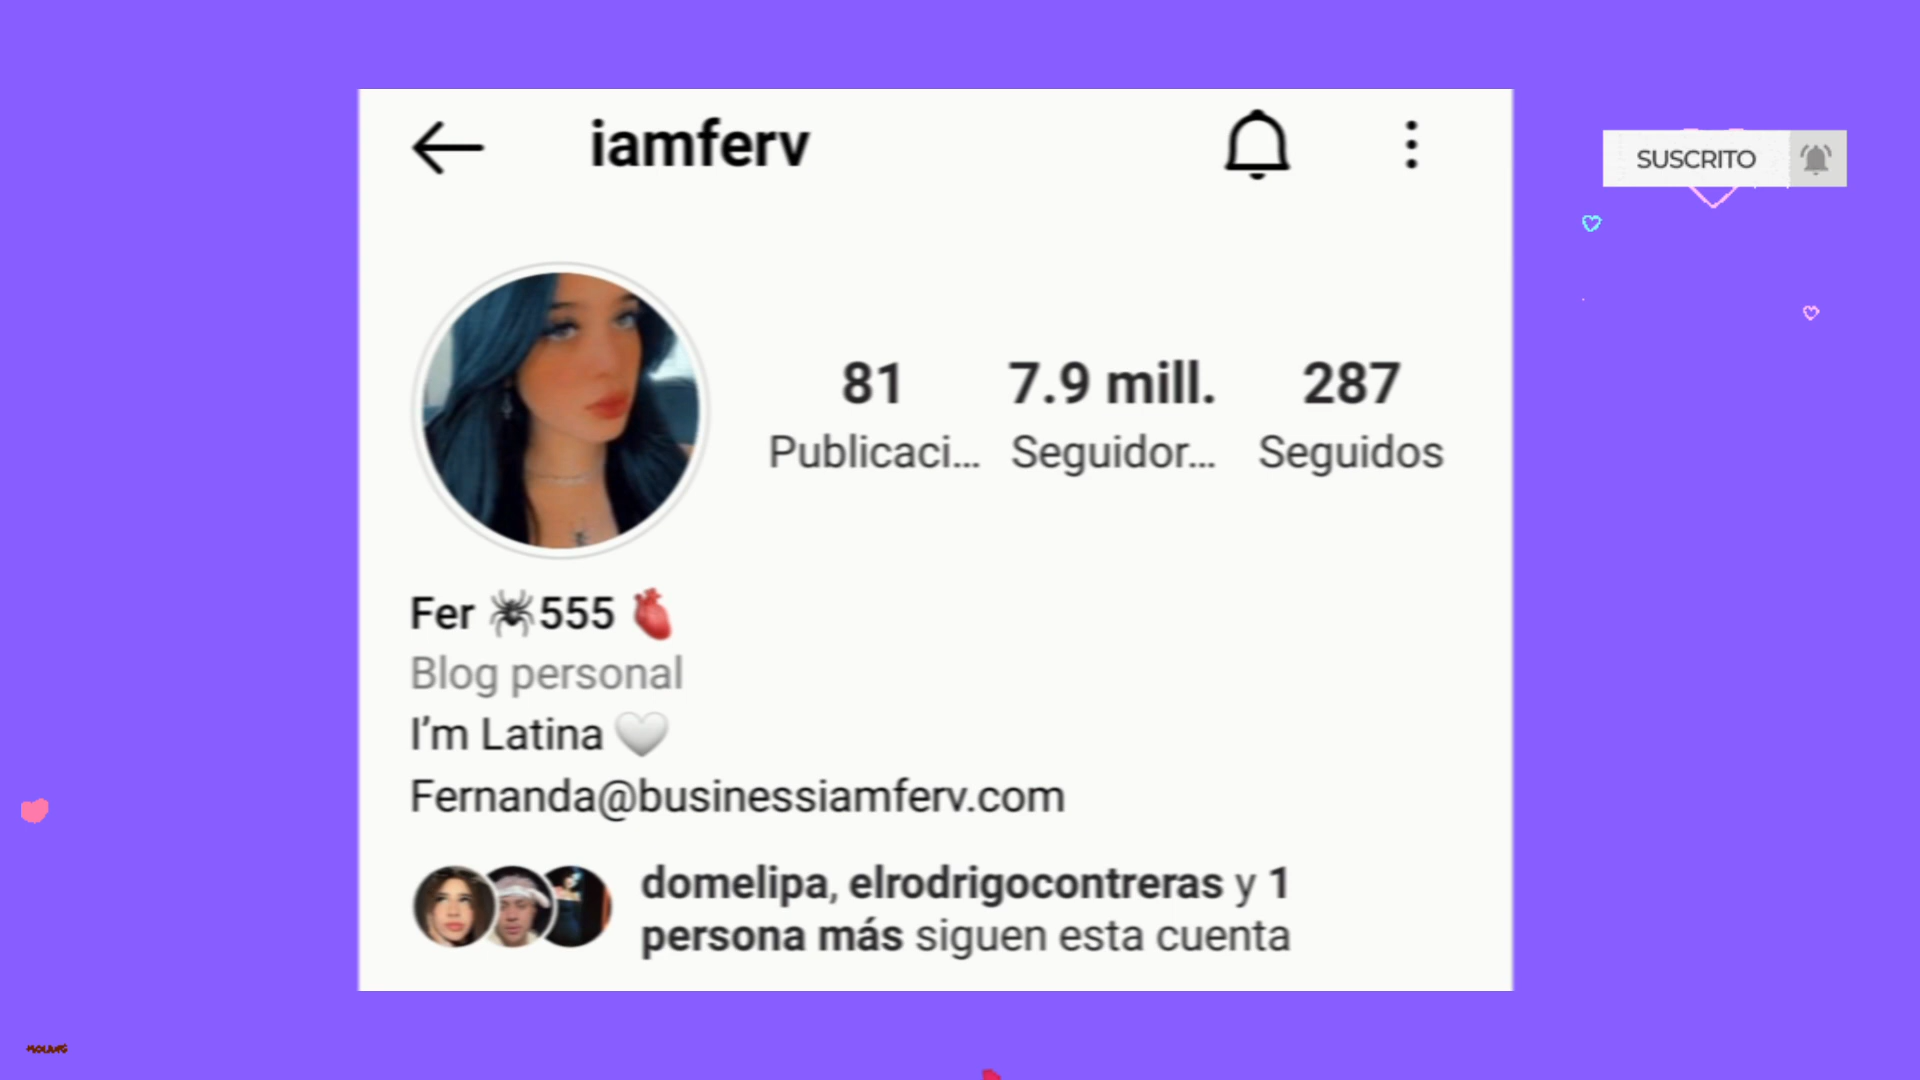 iamferv
SUSCRITO
81 7.9 mill. 287
Publicaci... Seguidor... Seguidos
Fer 🕷️555 🫀
Blog personal
I'm Latina 🤍
Fernanda@businessiamferv.com
domelipa, elrodrigocontreras y 1
persona más siguen esta cuenta
MOLANG